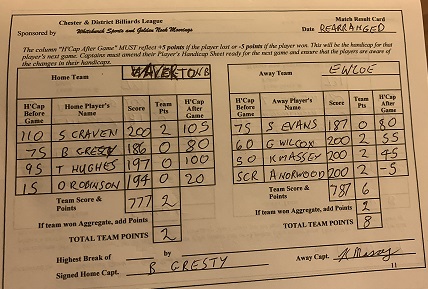 Chester & District Billiards League
Match Result Card
Sponsored by Whitchurch Sports and Golden Nook Moorings
Date REARRANGED
The column "H'Cap After Game" MUST reflect +5 points if the player lost or -5 points if the player won. This will be the handicap for that
player's next game. Captains must amend their Player's Handicap Sheet ready for the next game and ensure that the players are aware of
the changes in their handicaps.
Home Team
Away Team EWLOE
H'Cap Before Game Home Player's Name Score Team Pts H'Cap After Game
110 S CRAVEN 200 2 105
75 B GRESTY 186 0 80
95 T HUGHES 197 0 100
15 D ROBINSON 194 0 20
Team Score & Points 777 2
If team won Aggregate, add Points
TOTAL TEAM POINTS 2
H'Cap Before Game Away Player's Name Score Team Pts H'Cap After Game
75 S EVANS 187 0 80
60 G WILCOX 200 2 55
50 K MASSEY 200 2 45
SCR A NORWOOD 200 2 -5
Team Score & Points 787 6
If team won Aggregate, add Points 2
TOTAL TEAM POINTS 8
Highest Break of by
Signed Home Capt. B GRESTY
Away Capt. K Massey
11